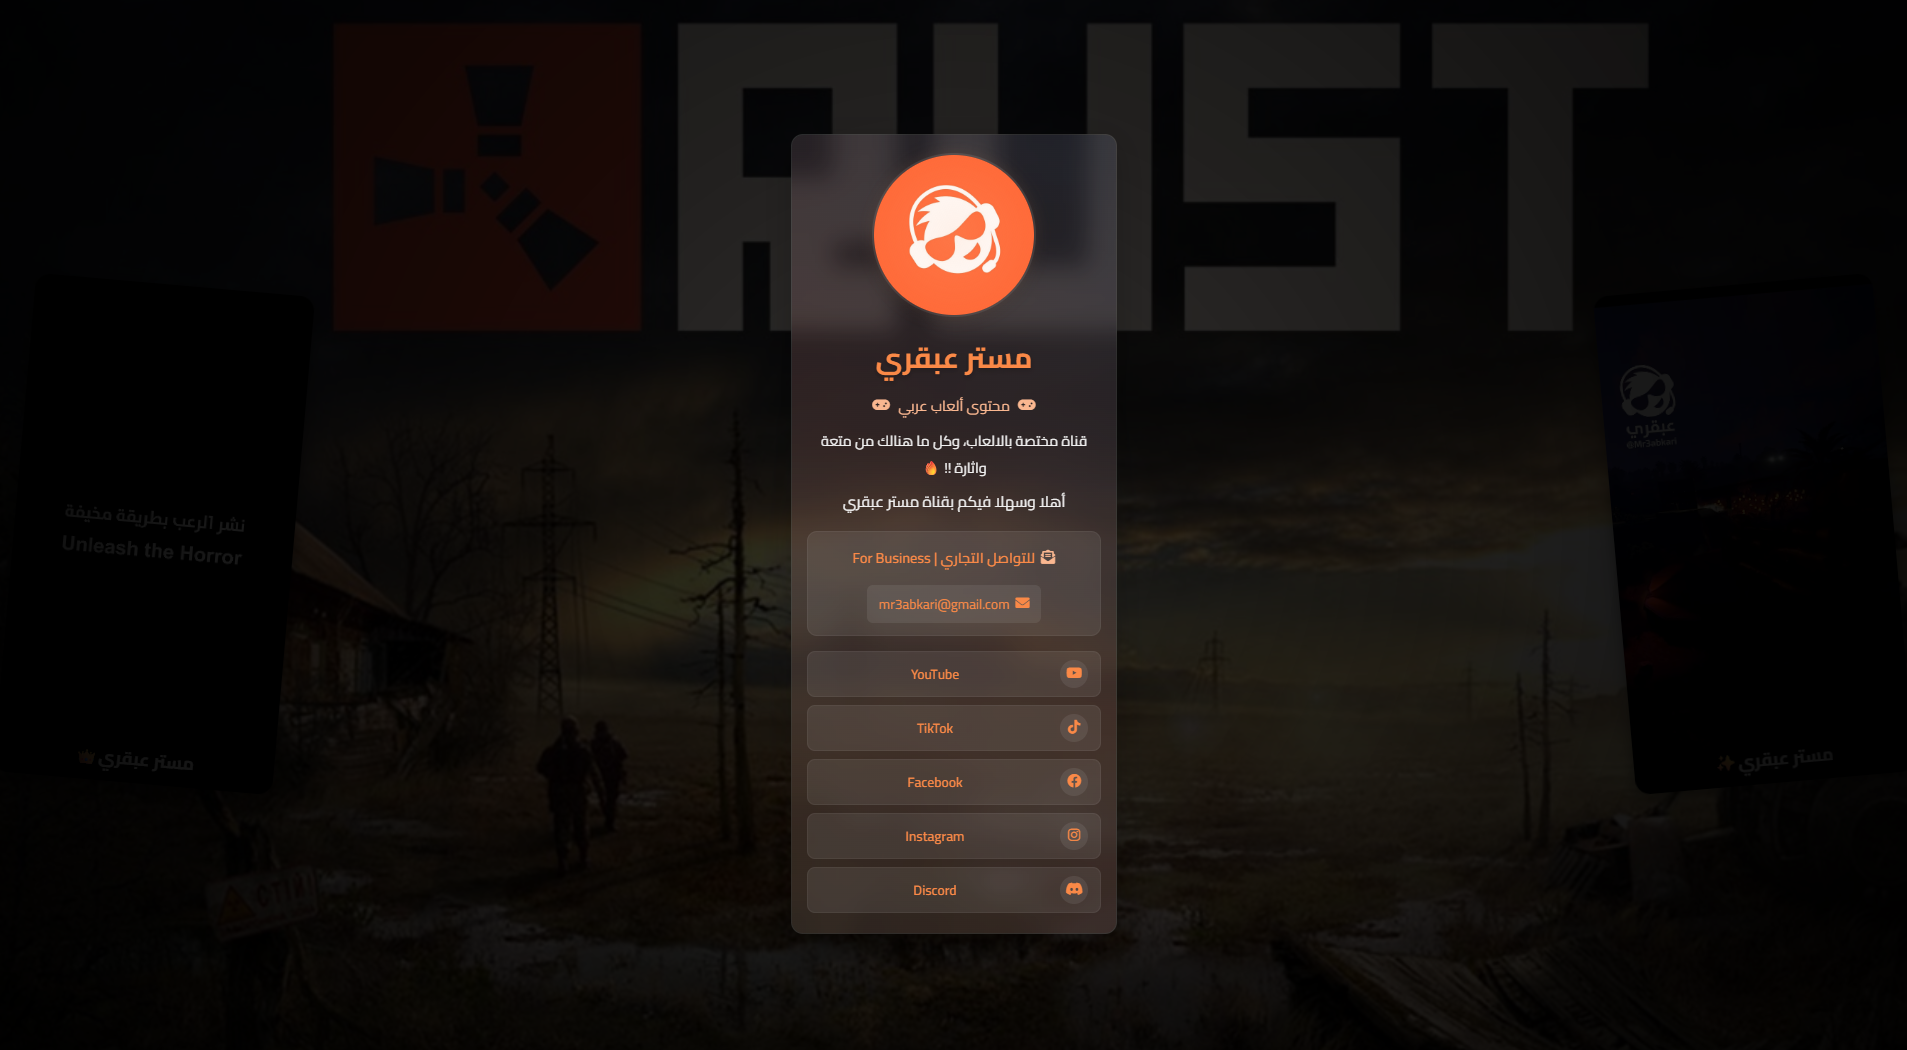 RUST
مستر عبقري
🎮 محتوى ألعاب عربي 🎮
قناة مختصة بالالعاب، وكل ما هنالك من متعة
واثارة !! 🔥
أهلا وسهلا فيكم بقناة مستر عبقري
للتواصل التجاري | For Business
mr3abkari@gmail.com
YouTube
TikTok
Facebook
Instagram
Discord
عبقري
@Mr3abkari
مستر عبقري ✨
نشر الرعب بطريقة مخيفة
Unleash the Horror
مستر عبقري